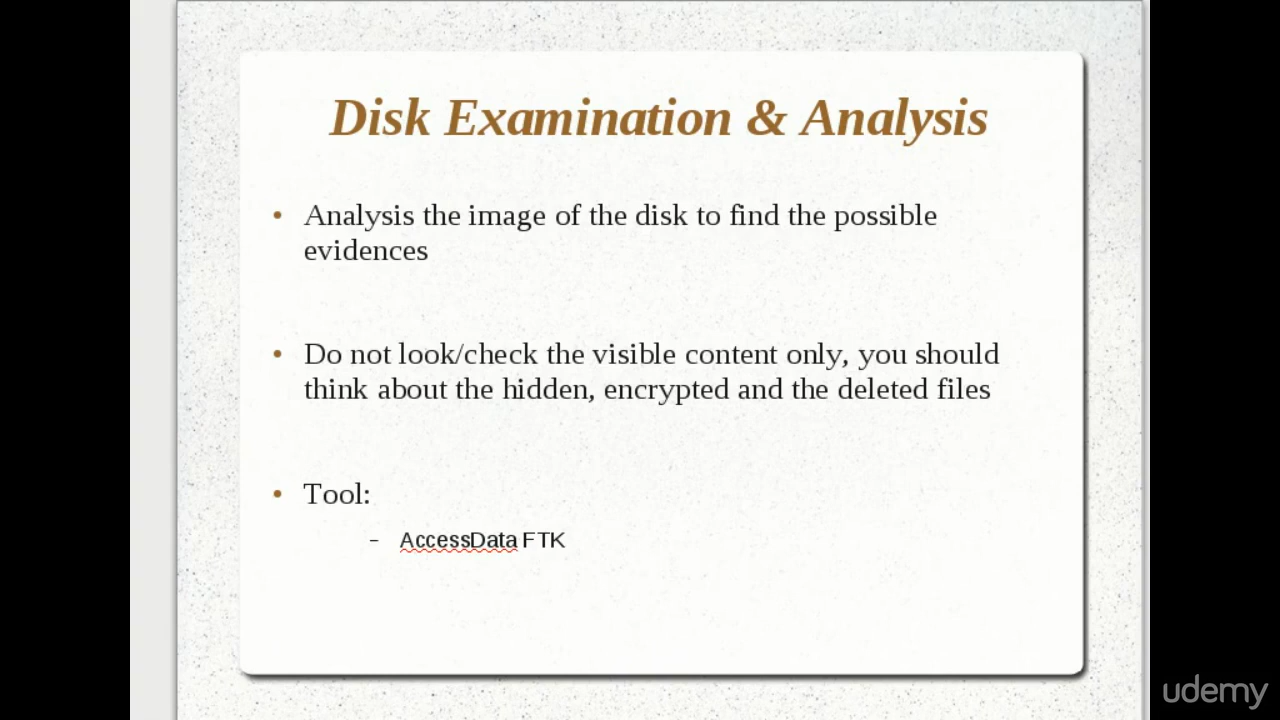 Disk Examination & Analysis
• Analysis the image of the disk to find the possible
evidences
• Do not look/check the visible content only, you should
think about the hidden, encrypted and the deleted files
• Tool:
– AccessData FTK
udemy